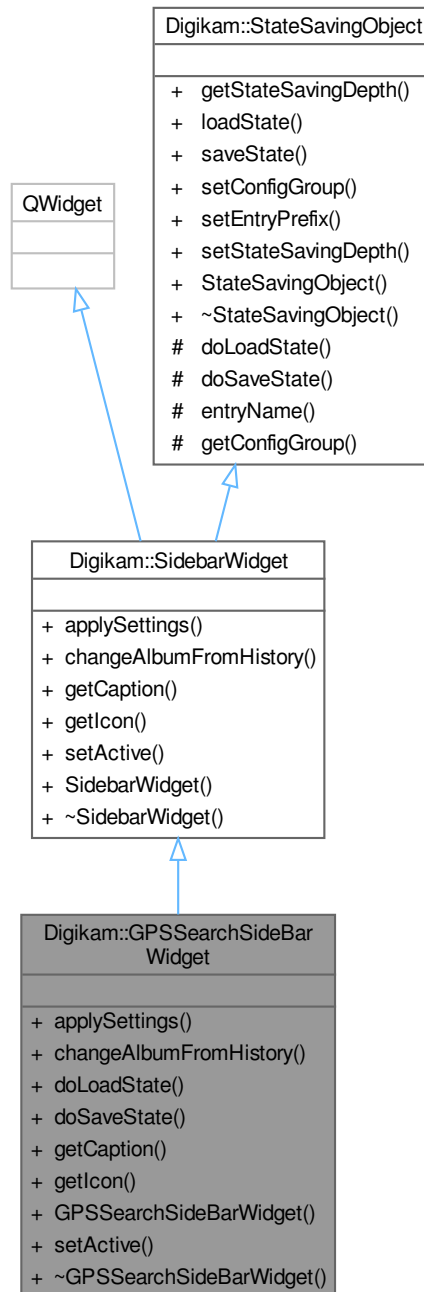 Digikam::StateSavingObject
+ getStateSavingDepth()
+ loadState()
+ saveState()
+ setConfigGroup()
+ setEntryPrefix()
+ setStateSavingDepth()
+ StateSavingObject()
+ ~StateSavingObject()
# doLoadState()
# doSaveState()
# entryName()
# getConfigGroup()
QWidget
Digikam::SidebarWidget
+ applySettings()
+ changeAlbumFromHistory()
+ getCaption()
+ getIcon()
+ setActive()
+ SidebarWidget()
+ ~SidebarWidget()
Digikam::GPSSearchSideBar
Widget
+ applySettings()
+ changeAlbumFromHistory()
+ doLoadState()
+ doSaveState()
+ getCaption()
+ getIcon()
+ GPSSearchSideBarWidget()
+ setActive()
+ ~GPSSearchSideBarWidget()